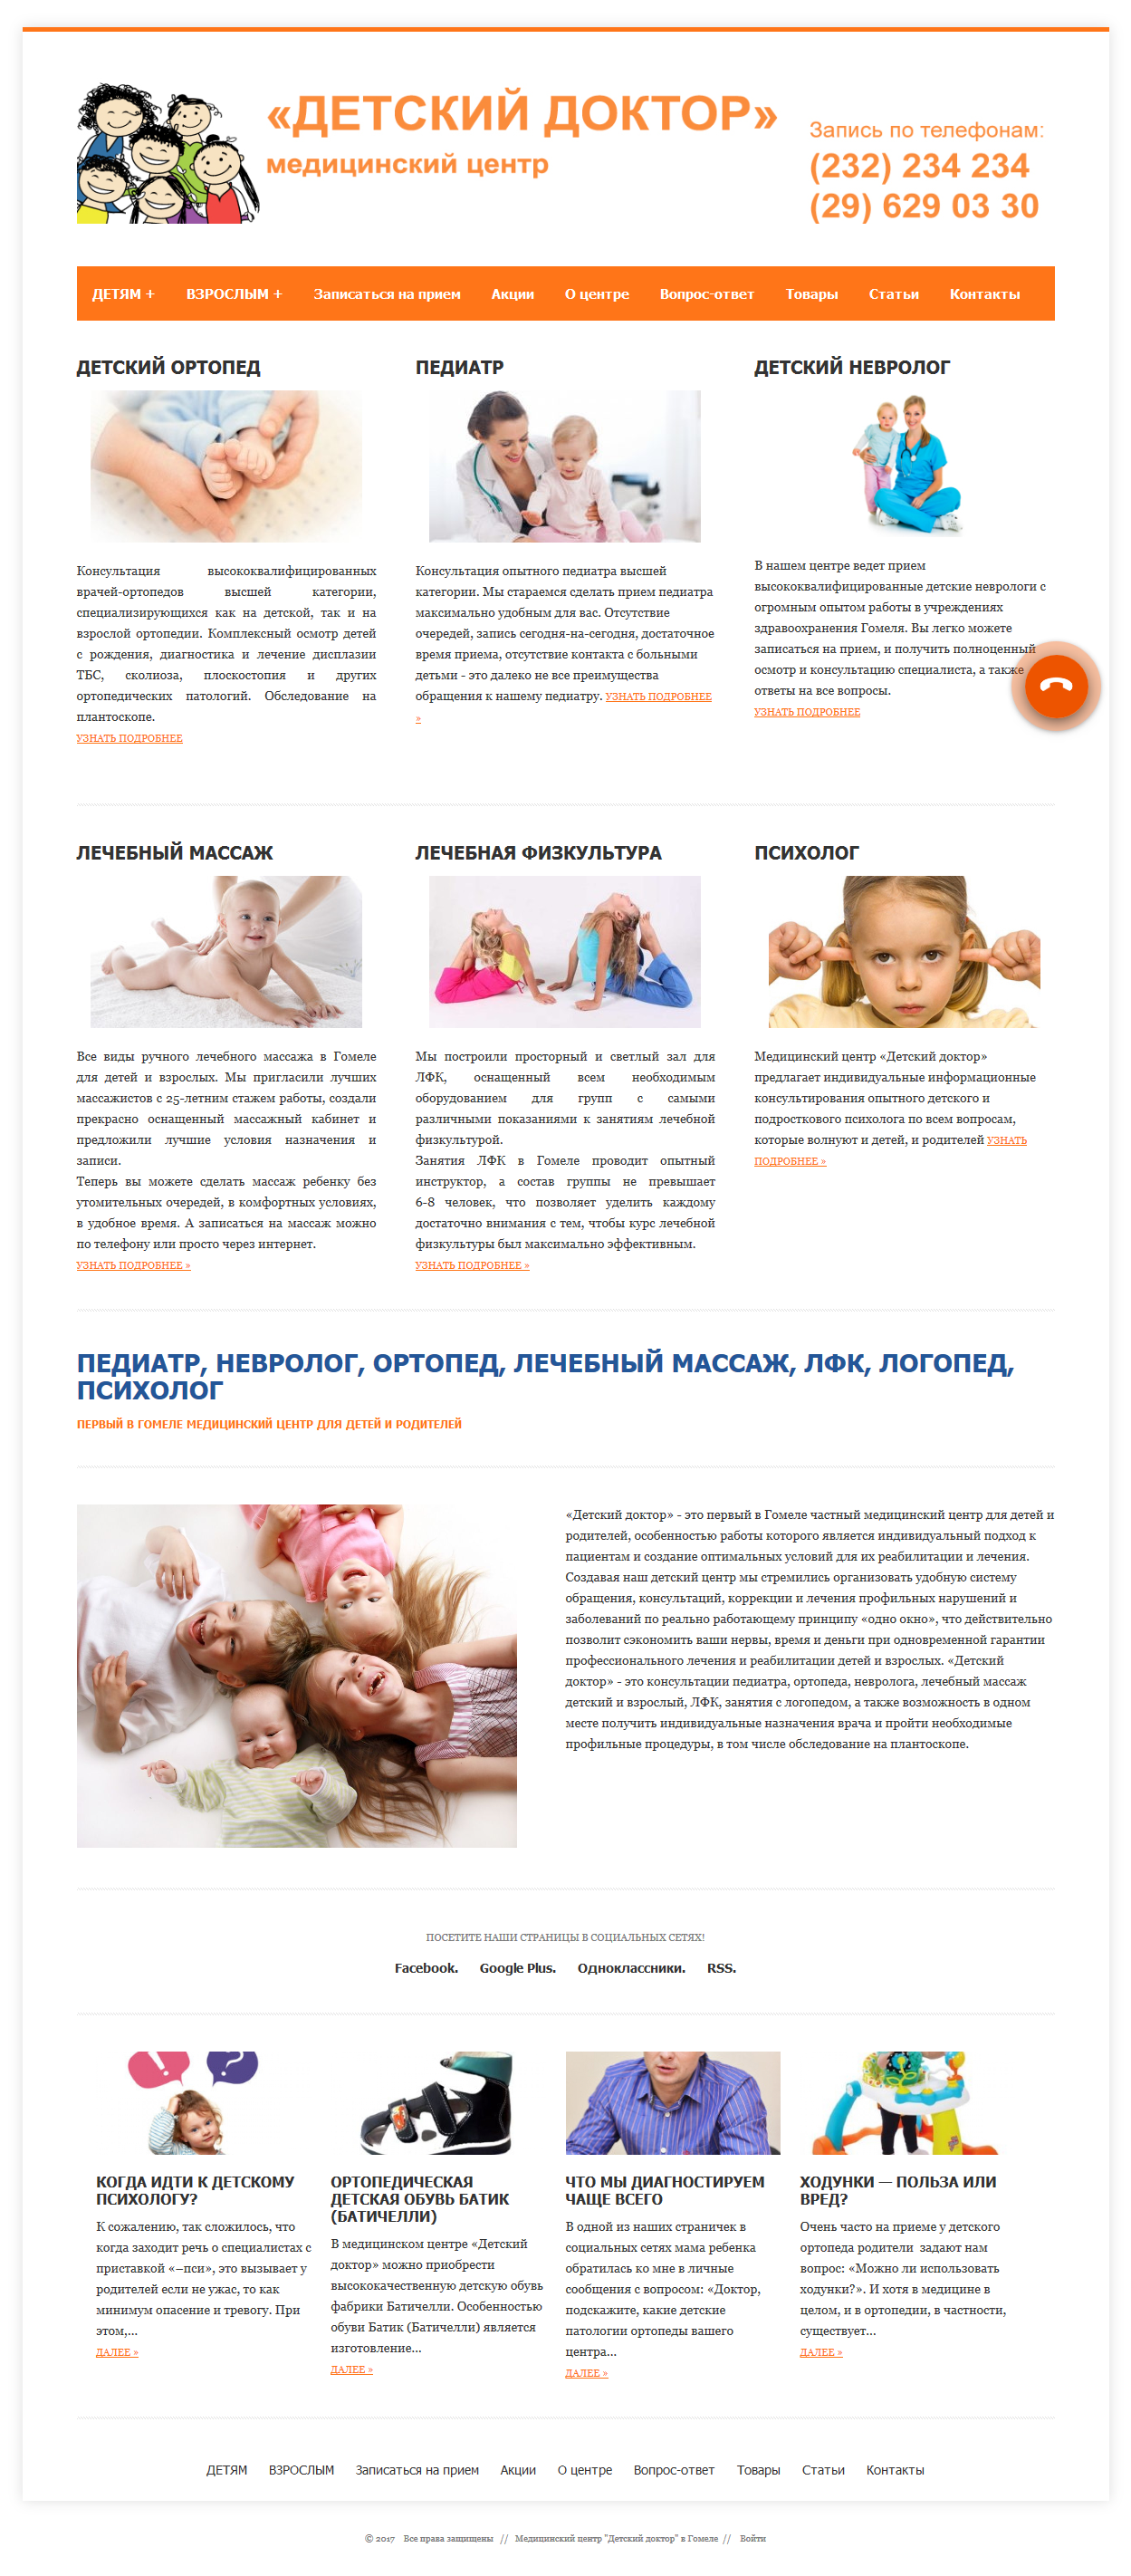 «ДЕТСКИЙ ДОКТОР»
медицинский центр
Запись по телефонам:
(232) 234 234
(29) 629 03 30
ДЕТЯМ + ВЗРОСЛЫМ + Записаться на прием Акции О центре Вопрос-ответ Товары Статьи Контакты
ДЕТСКИЙ ОРТОПЕД
Консультация высококвалифицированных
врачей-ортопедов высшей категории,
специализирующихся как на детской, так и на
взрослой ортопедии. Комплексный осмотр детей
с рождения, диагностика и лечение дисплазии
ТБС, сколиоза, плоскостопия и других
ортопедических патологий. Обследование на
плантоскопе.
УЗНАТЬ ПОДРОБНЕЕ
ПЕДИАТР
Консультация опытного педиатра высшей
категории. Мы стараемся сделать прием педиатра
максимально удобным для вас. Отсутствие
очередей, запись сегодня-на-сегодня, достаточное
время приема, отсутствие контакта с больными
детьми - это далеко не все преимущества
обращения к нашему педиатру. УЗНАТЬ ПОДРОБНЕЕ
»
ДЕТСКИЙ НЕВРОЛОГ
В нашем центре ведет прием
высококвалифицированные детские неврологи с
огромным опытом работы в учреждениях
здравоохранения Гомеля. Вы легко можете
записаться на прием, и получить полноценный
осмотр и консультацию специалиста, а также
ответы на все вопросы.
УЗНАТЬ ПОДРОБНЕЕ
ЛЕЧЕБНЫЙ МАССАЖ
Все виды ручного лечебного массажа в Гомеле
для детей и взрослых. Мы пригласили лучших
массажистов с 25-летним стажем работы, создали
прекрасно оснащенный массажный кабинет и
предложили лучшие условия назначения и
записи.
Теперь вы можете сделать массаж ребенку без
утомительных очередей, в комфортных условиях,
в удобное время. А записаться на массаж можно
по телефону или просто через интернет.
УЗНАТЬ ПОДРОБНЕЕ »
ЛЕЧЕБНАЯ ФИЗКУЛЬТУРА
Мы построили просторный и светлый зал для
ЛФК, оснащенный всем необходимым
оборудованием для групп с самыми
различными показаниями к занятиям лечебной
физкультурой.
Занятия ЛФК в Гомеле проводит опытный
инструктор, а состав группы не превышает
6-8 человек, что позволяет уделить каждому
достаточно внимания с тем, чтобы курс лечебной
физкультуры был максимально эффективным.
УЗНАТЬ ПОДРОБНЕЕ »
ПСИХОЛОГ
Медицинский центр «Детский доктор»
предлагает индивидуальные информационные
консультирования опытного детского и
подросткового психолога по всем вопросам,
которые волнуют и детей, и родителей УЗНАТЬ
ПОДРОБНЕЕ »
ПЕДИАТР, НЕВРОЛОГ, ОРТОПЕД, ЛЕЧЕБНЫЙ МАССАЖ, ЛФК, ЛОГОПЕД,
ПСИХОЛОГ
ПЕРВЫЙ В ГОМЕЛЕ МЕДИЦИНСКИЙ ЦЕНТР ДЛЯ ДЕТЕЙ И РОДИТЕЛЕЙ
«Детский доктор» - это первый в Гомеле частный медицинский центр для детей и
родителей, особенностью работы которого является индивидуальный подход к
пациентам и создание оптимальных условий для их реабилитации и лечения.
Создавая наш детский центр мы стремились организовать удобную систему
обращения, консультаций, коррекции и лечения профильных нарушений и
заболеваний по реально работающему принципу «одно окно», что действительно
позволит сэкономить ваши нервы, время и деньги при одновременной гарантии
профессионального лечения и реабилитации детей и взрослых. «Детский
доктор» - это консультации педиатра, ортопеда, невролога, лечебный массаж
детский и взрослый, ЛФК, занятия с логопедом, а также возможность в одном
месте получить индивидуальные назначения врача и пройти необходимые
профильные процедуры, в том числе обследование на плантоскопе.
ПОСЕТИТЕ НАШИ СТРАНИЦЫ В СОЦИАЛЬНЫХ СЕТЯХ!
Facebook. Google Plus. Одноклассники. RSS.
КОГДА ИДТИ К ДЕТСКОМУ
ПСИХОЛОГУ?
К сожалению, так сложилось, что
когда заходит речь о специалистах с
приставкой «–пси», это вызывает у
родителей если не ужас, то как
минимум опасение и тревогу. При
этом,...
ДАЛЕЕ »
ОРТОПЕДИЧЕСКАЯ
ДЕТСКАЯ ОБУВЬ БАТИК
(БАТИЧЕЛЛИ)
В медицинском центре «Детский
доктор» можно приобрести
высококачественную детскую обувь
фабрики Батичелли. Особенностью
обуви Батик (Батичелли) является
изготовление...
ДАЛЕЕ »
ЧТО МЫ ДИАГНОСТИРУЕМ
ЧАЩЕ ВСЕГО
В одной из наших страничек в
социальных сетях мама ребенка
обратилась ко мне в личные
сообщения с вопросом: «Доктор,
подскажите, какие детские
патологии ортопеды вашего
центра...
ДАЛЕЕ »
ХОДУНКИ — ПОЛЬЗА ИЛИ
ВРЕД?
Очень часто на приеме у детского
ортопеда родители задают нам
вопрос: «Можно ли использовать
ходунки?». И хотя в медицине в
целом, и в ортопедии, в частности,
существует...
ДАЛЕЕ »
ДЕТЯМ ВЗРОСЛЫМ Записаться на прием Акции О центре Вопрос-ответ Товары Статьи Контакты
© 2017 Все права защищены // Медицинский центр "Детский доктор" в Гомеле // Войти